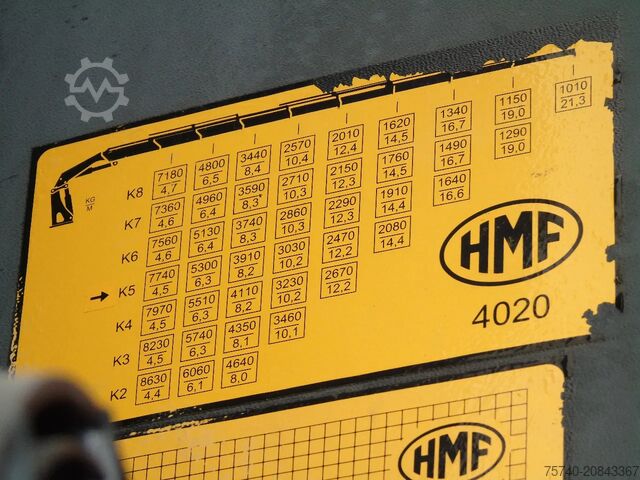 KG
M
K8 7180 4800 3440 2570 2010 1620 1340 1150 1010
4,7 6,5 8,4 10,4 12,4 14,5 16,7 19,0 21,3
K7 7360 4960 3590 2710 2150 1760 1490 1290
4,6 6,4 8,3 10,3 12,3 14,5 16,7 19,0
K6 7560 5130 3740 2860 2290 1910 1640
4,6 6,4 8,3 10,3 12,3 14,4 16,6
K5 7740 5300 3910 3030 2470 2080
4,5 6,3 8,2 10,2 12,2 14,4
K4 7970 5510 4110 3230 2670
4,5 6,3 8,2 10,2 12,2
K3 8230 5740 4350 3460
4,5 6,3 8,1 10,1
K2 8630 6060 4640
4,4 6,1 8,0
HMF
4020
HMF
75740-20843367